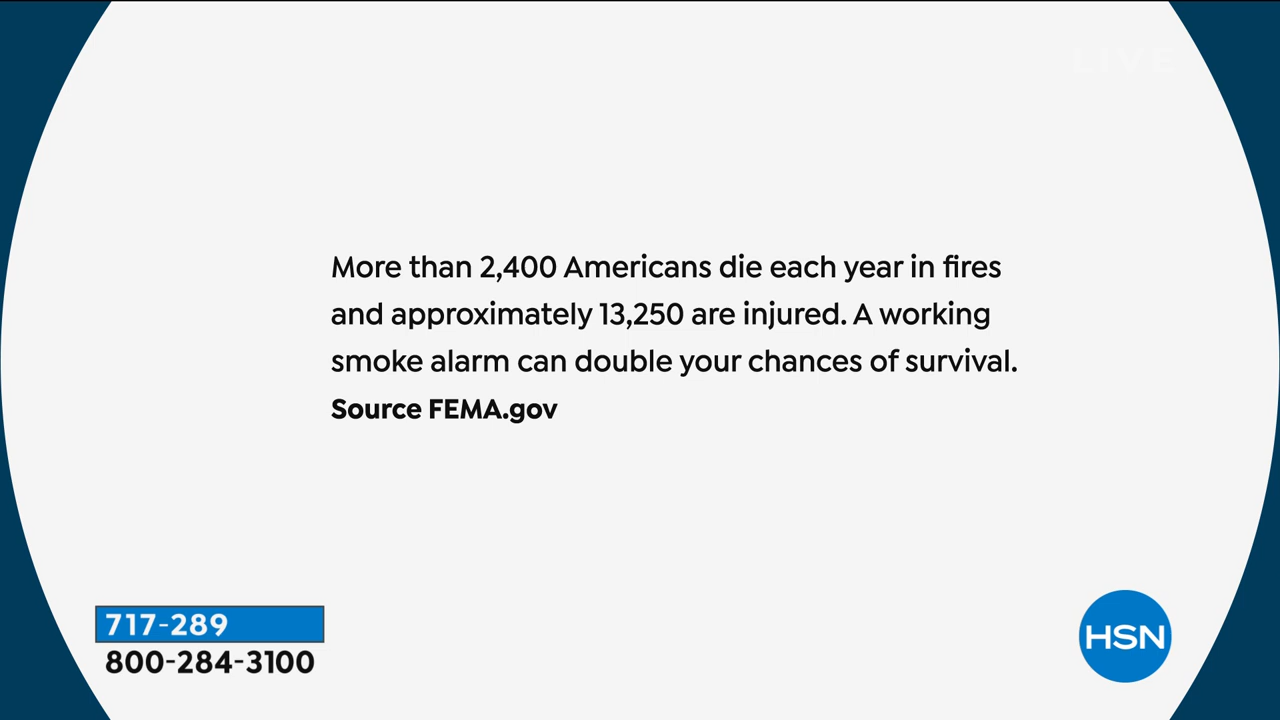 LIVE
More than 2,400 Americans die each year in fires
and approximately 13,250 are injured. A working
smoke alarm can double your chances of survival.
Source FEMA.gov
717-289
800-284-3100
HSN